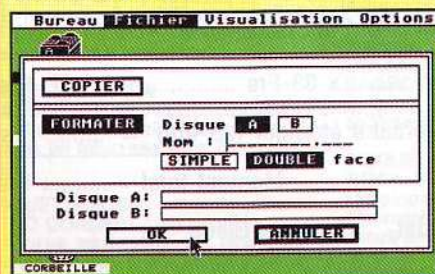 Bureau Fichier Visualisation Options
A
COPIER
FORMATER Disque A B
Nom : ________.___
SIMPLE DOUBLE face
Disque A:
Disque B:
OK ANNULER
CORBEILLE